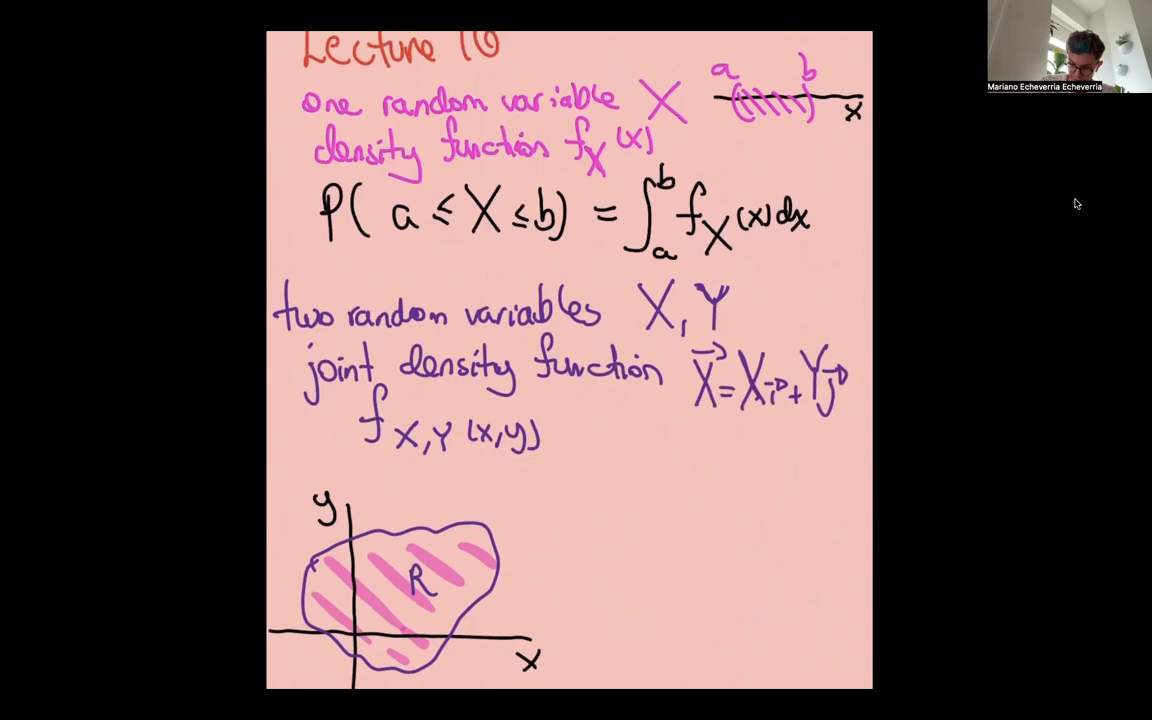 Lecture 10
one random variable X
a b
x
density function f_X (x)
P( a ≤ X ≤ b) = ∫_a^b f_X (x) dx
two random variables X, Y
joint density function X⃗ = X i⃗ + Y j⃗
f_X,Y (x,y)
y
R
x
Mariano Echeverria Echeverria